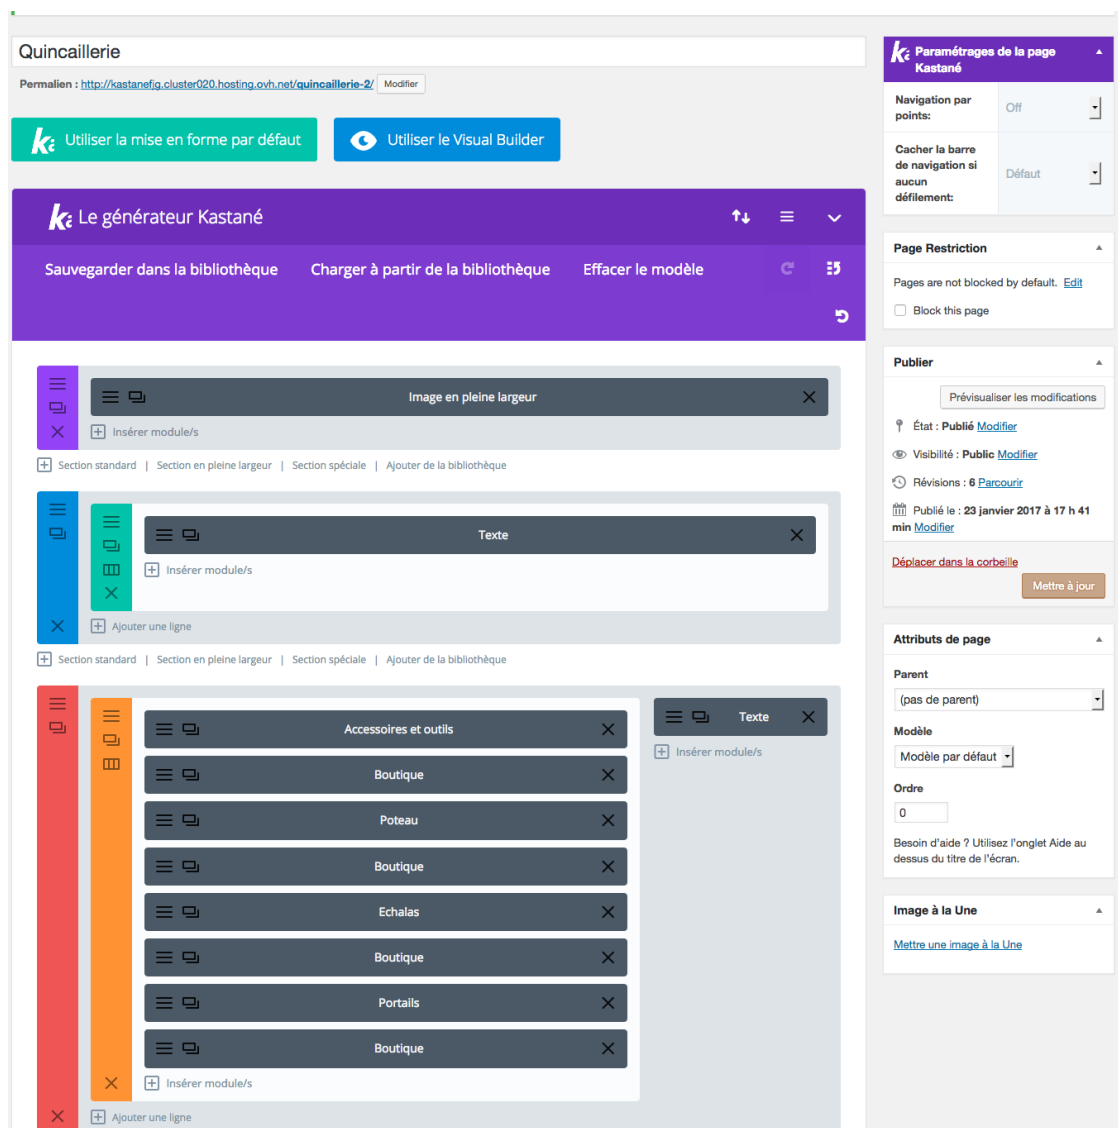 Quincaillerie
Permalien : http://kastanefjg.cluster020.hosting.ovh.net/quincaillerie-2/ Modifier
Utiliser la mise en forme par défaut
Utiliser le Visual Builder
Le générateur Kastané
Sauvegarder dans la bibliothèque
Charger à partir de la bibliothèque
Effacer le modèle
Image en pleine largeur
Insérer module/s
Section standard | Section en pleine largeur | Section spéciale | Ajouter de la bibliothèque
Texte
Insérer module/s
Ajouter une ligne
Section standard | Section en pleine largeur | Section spéciale | Ajouter de la bibliothèque
Accessoires et outils
Boutique
Poteau
Boutique
Echalas
Boutique
Portails
Boutique
Insérer module/s
Texte
Insérer module/s
Ajouter une ligne
Paramétrages de la page
Kastané
Navigation par
points:
Off
Cacher la barre
de navigation si
aucun
défilement:
Défaut
Page Restriction
Pages are not blocked by default. Edit
Block this page
Publier
Prévisualiser les modifications
État : Publié Modifier
Visibilité : Public Modifier
Révisions : 6 Parcourir
Publié le : 23 janvier 2017 à 17 h 41
min Modifier
Déplacer dans la corbeille
Mettre à jour
Attributs de page
Parent
(pas de parent)
Modèle
Modèle par défaut
Ordre
0
Besoin d'aide ? Utilisez l'onglet Aide au
dessus du titre de l'écran.
Image à la Une
Mettre une image à la Une